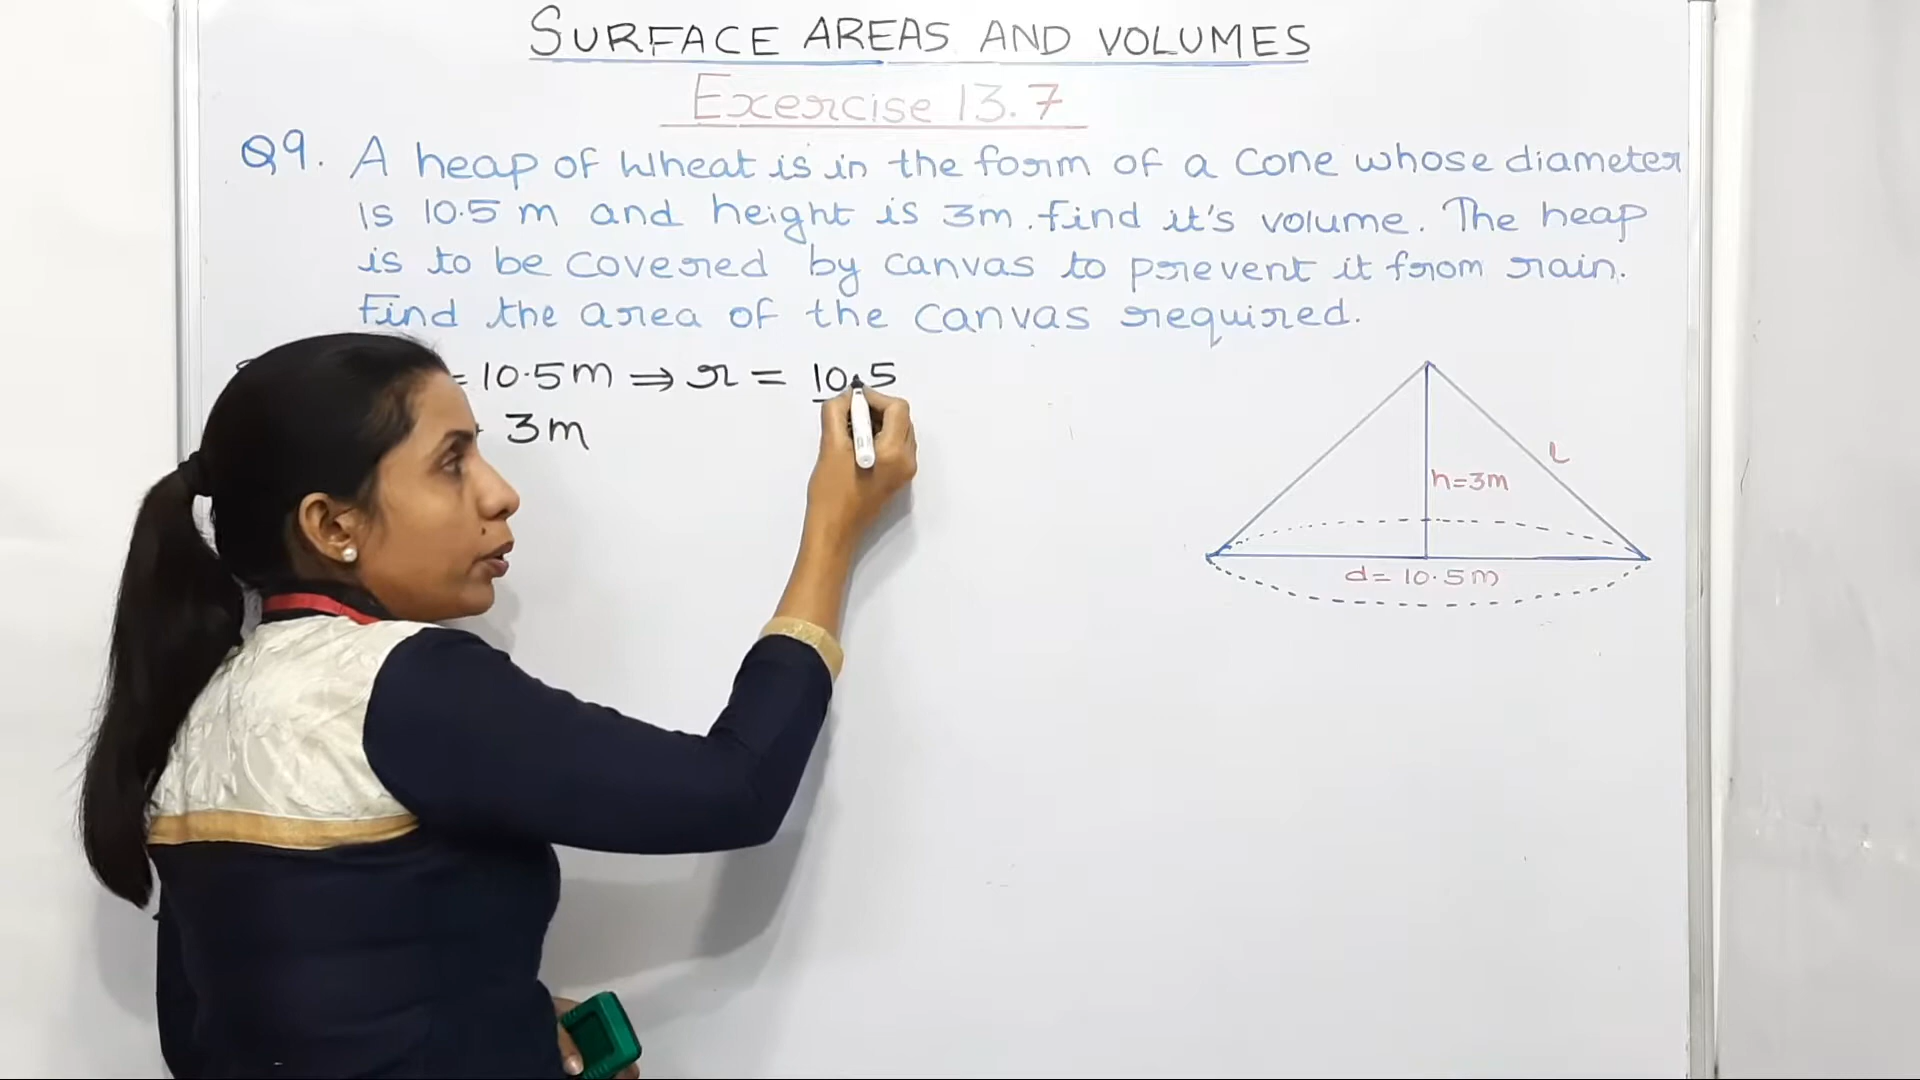 SURFACE AREAS AND VOLUMES
Exercise 13.7
Q9. A heap of wheat is in the form of a cone whose diameter
is 10.5 m and height is 3m. find it's volume. The heap
is to be covered by canvas to prevent it from rain.
Find the area of the canvas required.
= 10.5m ⇒ r = 10.5
3m
L
h=3m
d= 10.5m